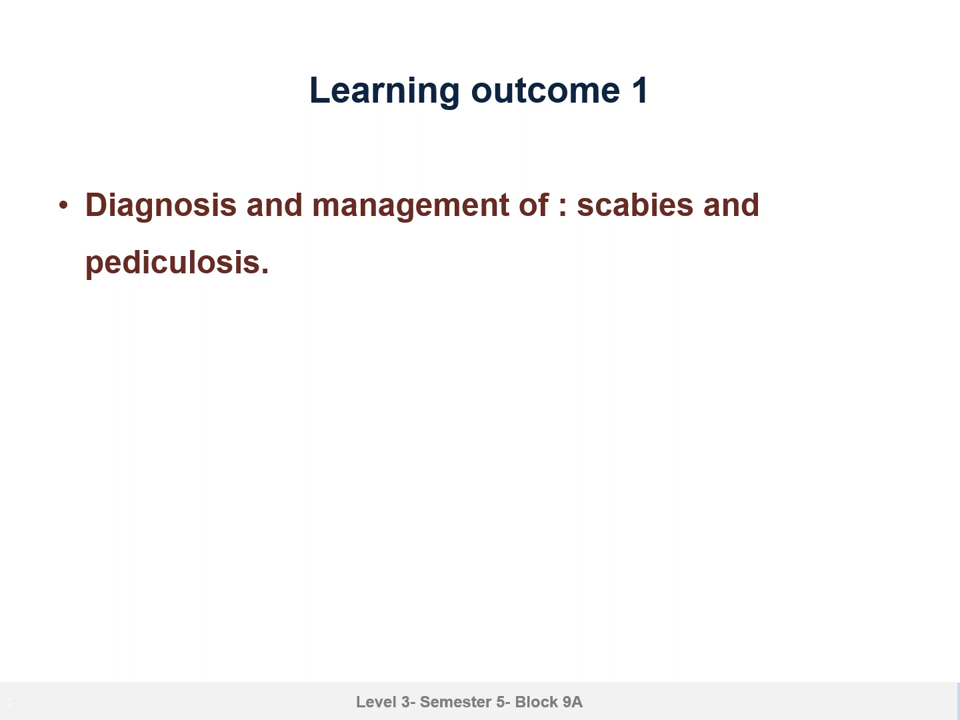 Learning outcome 1
• Diagnosis and management of : scabies and
pediculosis.
Level 3- Semester 5- Block 9A